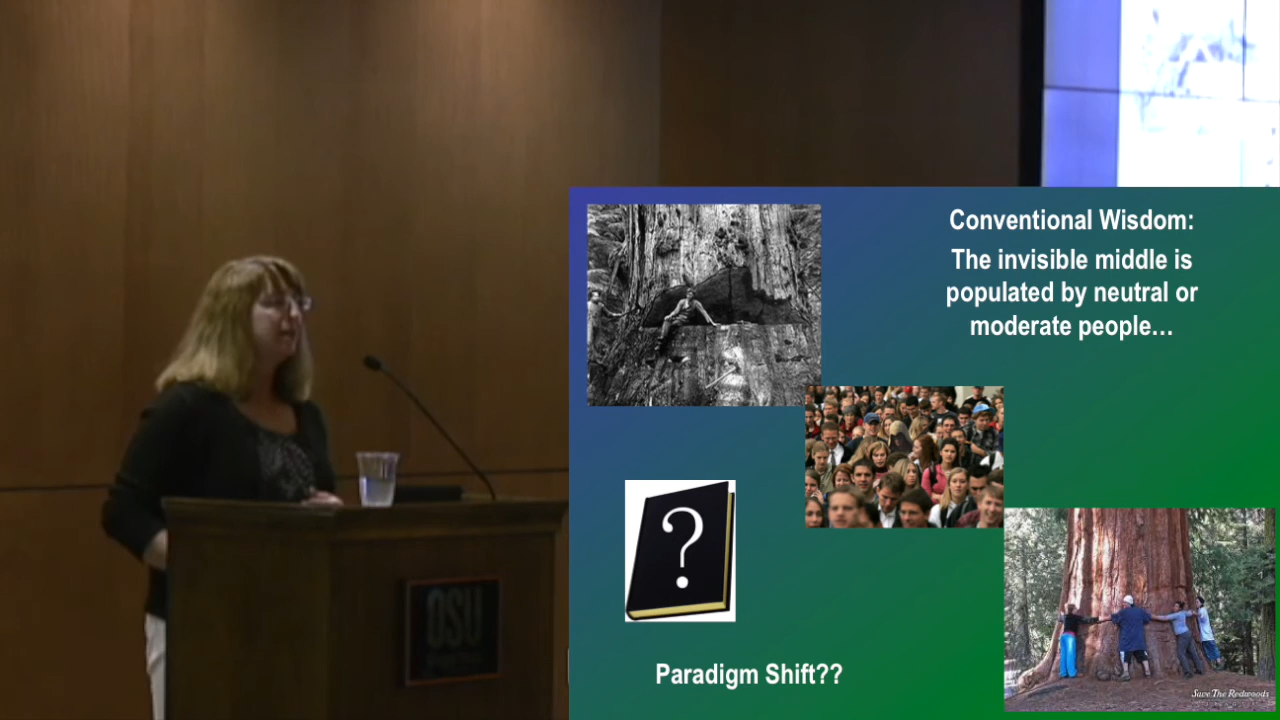 Conventional Wisdom:
The invisible middle is
populated by neutral or
moderate people…
?
Paradigm Shift??
Save The Redwoods
OSU